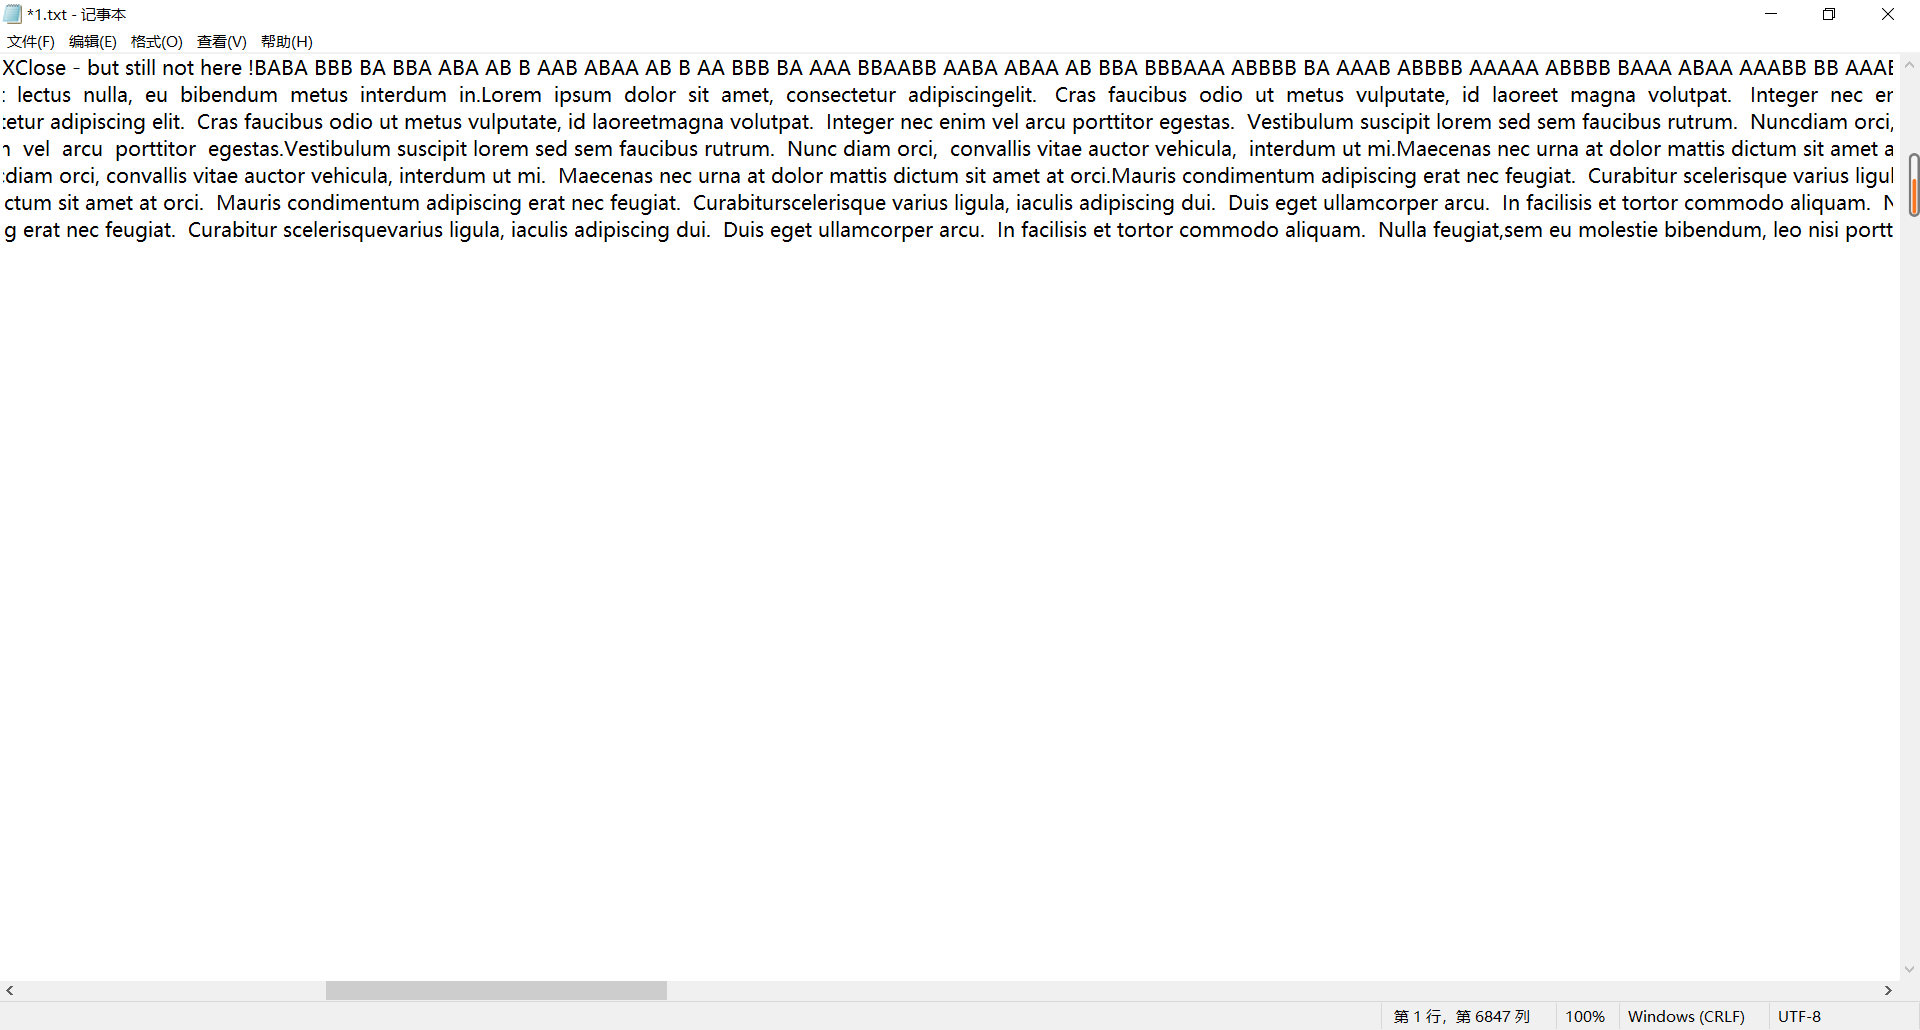 *1.txt - 记事本
文件(F) 编辑(E) 格式(O) 查看(V) 帮助(H)
XClose - but still not here !BABA BBB BA BBA ABA AB B AAB ABAA AB B AA BBB BA AAA BBAABB AABA ABAA AB BBA BBBAAA ABBBB BA AAAB ABBBB AAAAA ABBBB BAAA ABAA AAABB BB AAAB
lectus nulla, eu bibendum metus interdum in.Lorem ipsum dolor sit amet, consectetur adipiscingelit. Cras faucibus odio ut metus vulputate, id laoreet magna volutpat. Integer nec er
tetur adipiscing elit. Cras faucibus odio ut metus vulputate, id laoreetmagna volutpat. Integer nec enim vel arcu porttitor egestas. Vestibulum suscipit lorem sed sem faucibus rutrum. Nuncdiam orci,
vel arcu porttitor egestas.Vestibulum suscipit lorem sed sem faucibus rutrum. Nunc diam orci, convallis vitae auctor vehicula, interdum ut mi.Maecenas nec urna at dolor mattis dictum sit amet a
diam orci, convallis vitae auctor vehicula, interdum ut mi. Maecenas nec urna at dolor mattis dictum sit amet at orci.Mauris condimentum adipiscing erat nec feugiat. Curabitur scelerisque varius ligul
ctum sit amet at orci. Mauris condimentum adipiscing erat nec feugiat. Curabiturscelerisque varius ligula, iaculis adipiscing dui. Duis eget ullamcorper arcu. In facilisis et tortor commodo aliquam. N
g erat nec feugiat. Curabitur scelerisquevarius ligula, iaculis adipiscing dui. Duis eget ullamcorper arcu. In facilisis et tortor commodo aliquam. Nulla feugiat,sem eu molestie bibendum, leo nisi portt
第 1 行，第 6847 列 100% Windows (CRLF) UTF-8